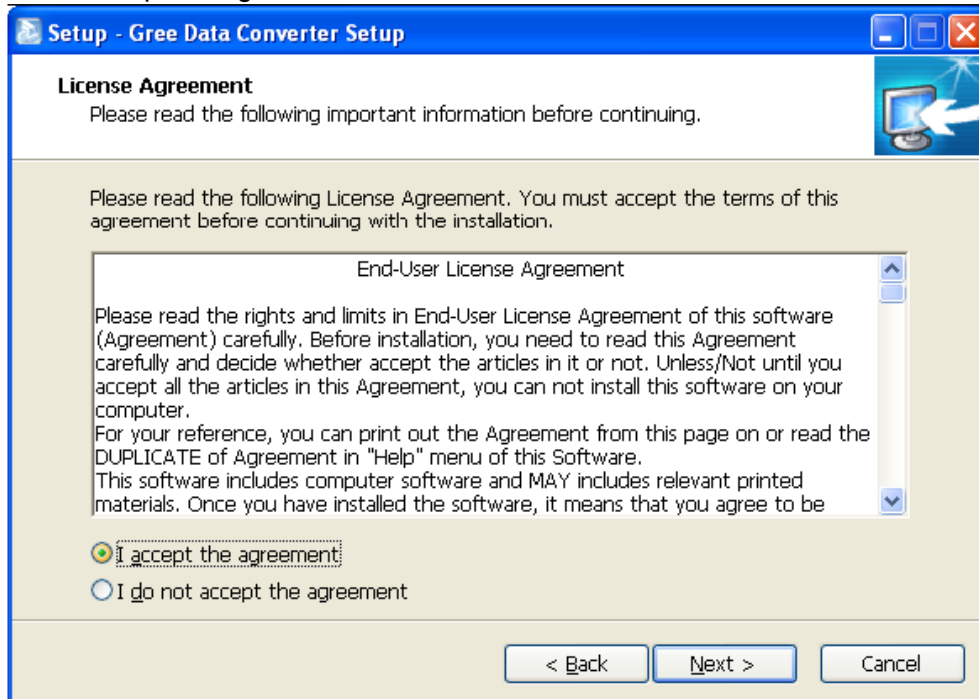 Setup - Gree Data Converter Setup
License Agreement
Please read the following important information before continuing.
Please read the following License Agreement. You must accept the terms of this
agreement before continuing with the installation.
End-User License Agreement
Please read the rights and limits in End-User License Agreement of this software
(Agreement) carefully. Before installation, you need to read this Agreement
carefully and decide whether accept the articles in it or not. Unless/Not until you
accept all the articles in this Agreement, you can not install this software on your
computer.
For your reference, you can print out the Agreement from this page on or read the
DUPLICATE of Agreement in "Help" menu of this Software.
This software includes computer software and MAY includes relevant printed
materials. Once you have installed the software, it means that you agree to be
I accept the agreement
I do not accept the agreement
< Back
Next >
Cancel